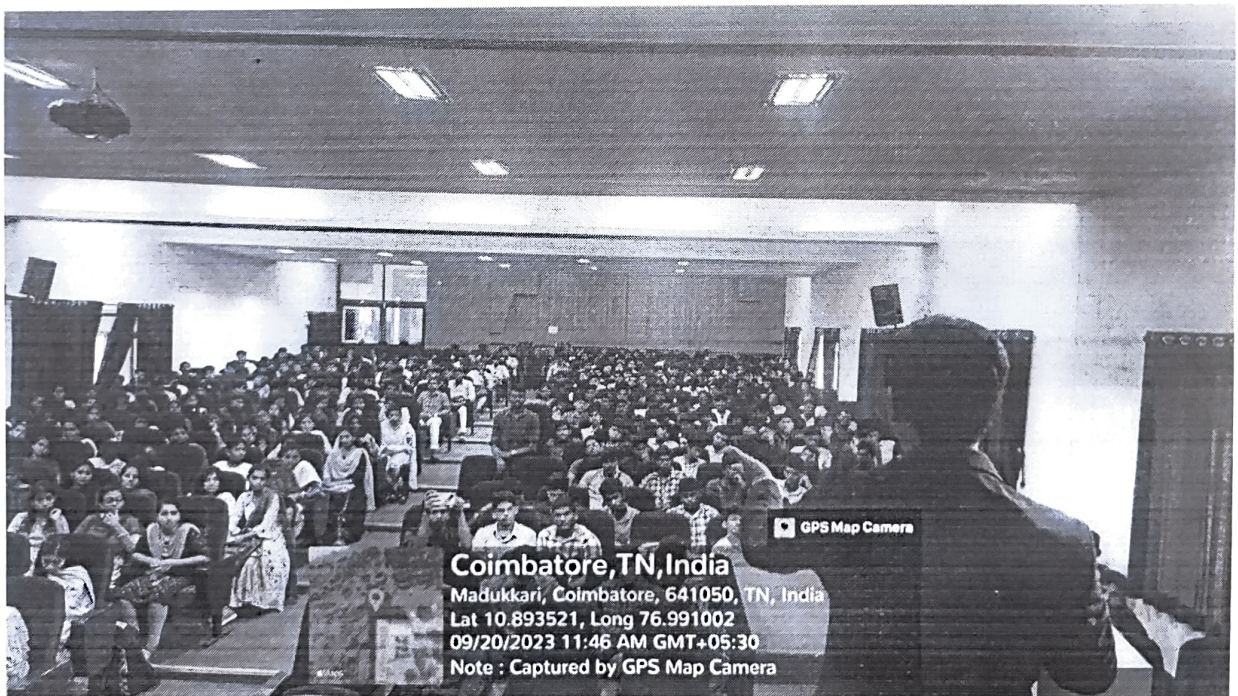 GPS Map Camera
Coimbatore,TN,India
Madukkari, Coimbatore, 641050, TN, India
Lat 10.893521, Long 76.991002
09/20/2023 11:46 AM GMT+05:30
Note : Captured by GPS Map Camera